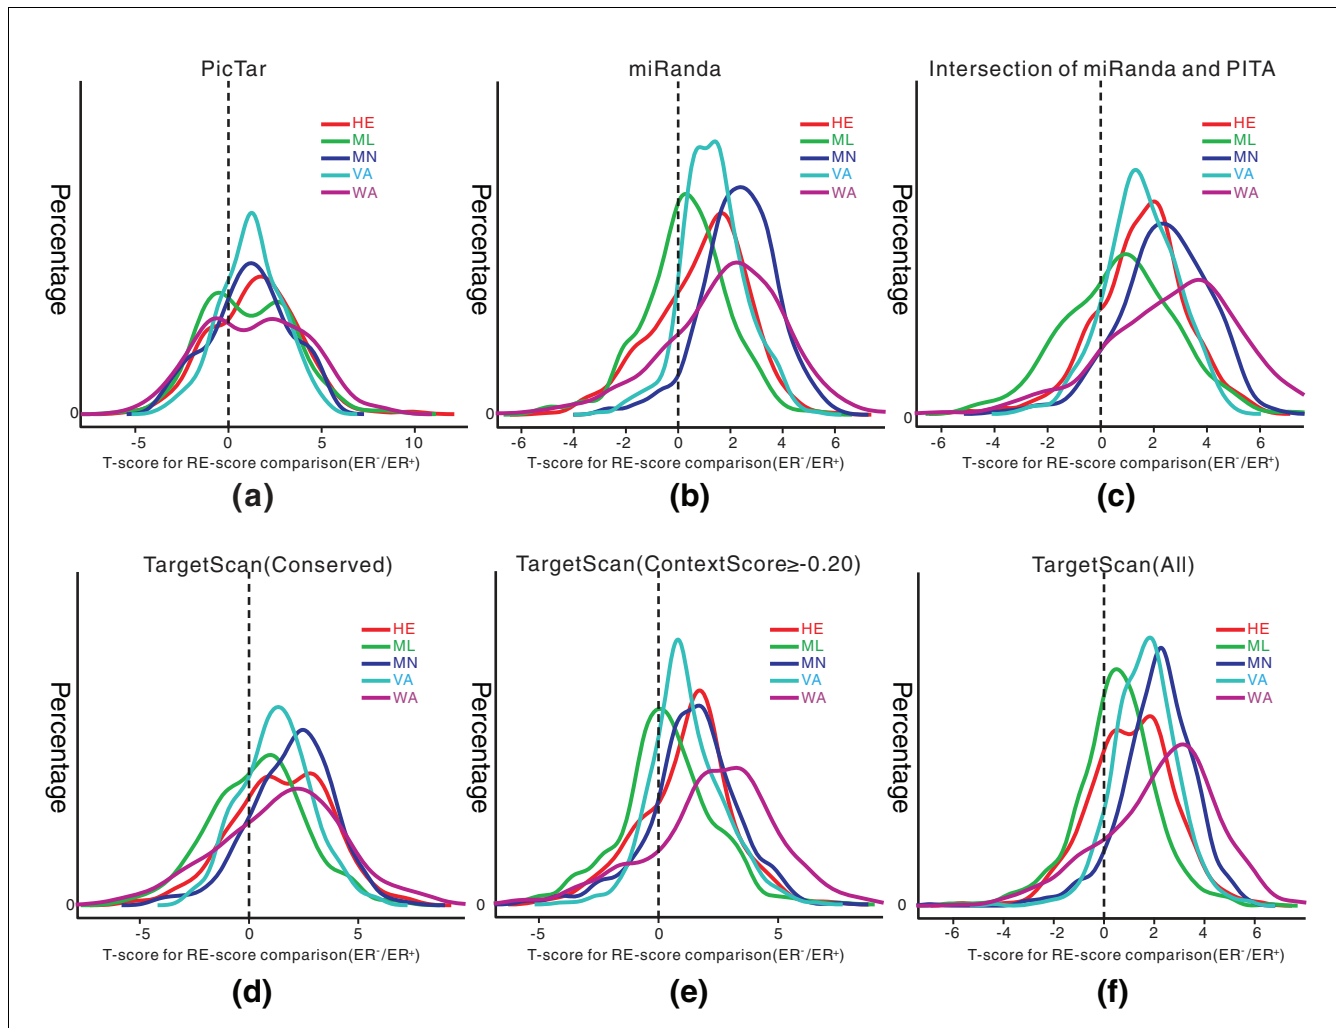 PicTar
Percentage
HE
ML
MN
VA
WA
0
-5 0 5 10
T-score for RE-score comparison(ER⁻/ER⁺)
(a)
miRanda
Percentage
HE
ML
MN
VA
WA
0
-6 -4 -2 0 2 4 6
T-score for RE-score comparison(ER⁻/ER⁺)
(b)
Intersection of miRanda and PITA
Percentage
HE
ML
MN
VA
WA
0
-6 -4 -2 0 2 4 6
T-score for RE-score comparison(ER⁻/ER⁺)
(c)
TargetScan(Conserved)
Percentage
HE
ML
MN
VA
WA
0
-5 0 5
T-score for RE-score comparison(ER⁻/ER⁺)
(d)
TargetScan(ContextScore≥-0.20)
Percentage
HE
ML
MN
VA
WA
0
-5 0 5
T-score for RE-score comparison(ER⁻/ER⁺)
(e)
TargetScan(All)
Percentage
HE
ML
MN
VA
WA
0
-6 -4 -2 0 2 4 6
T-score for RE-score comparison(ER⁻/ER⁺)
(f)